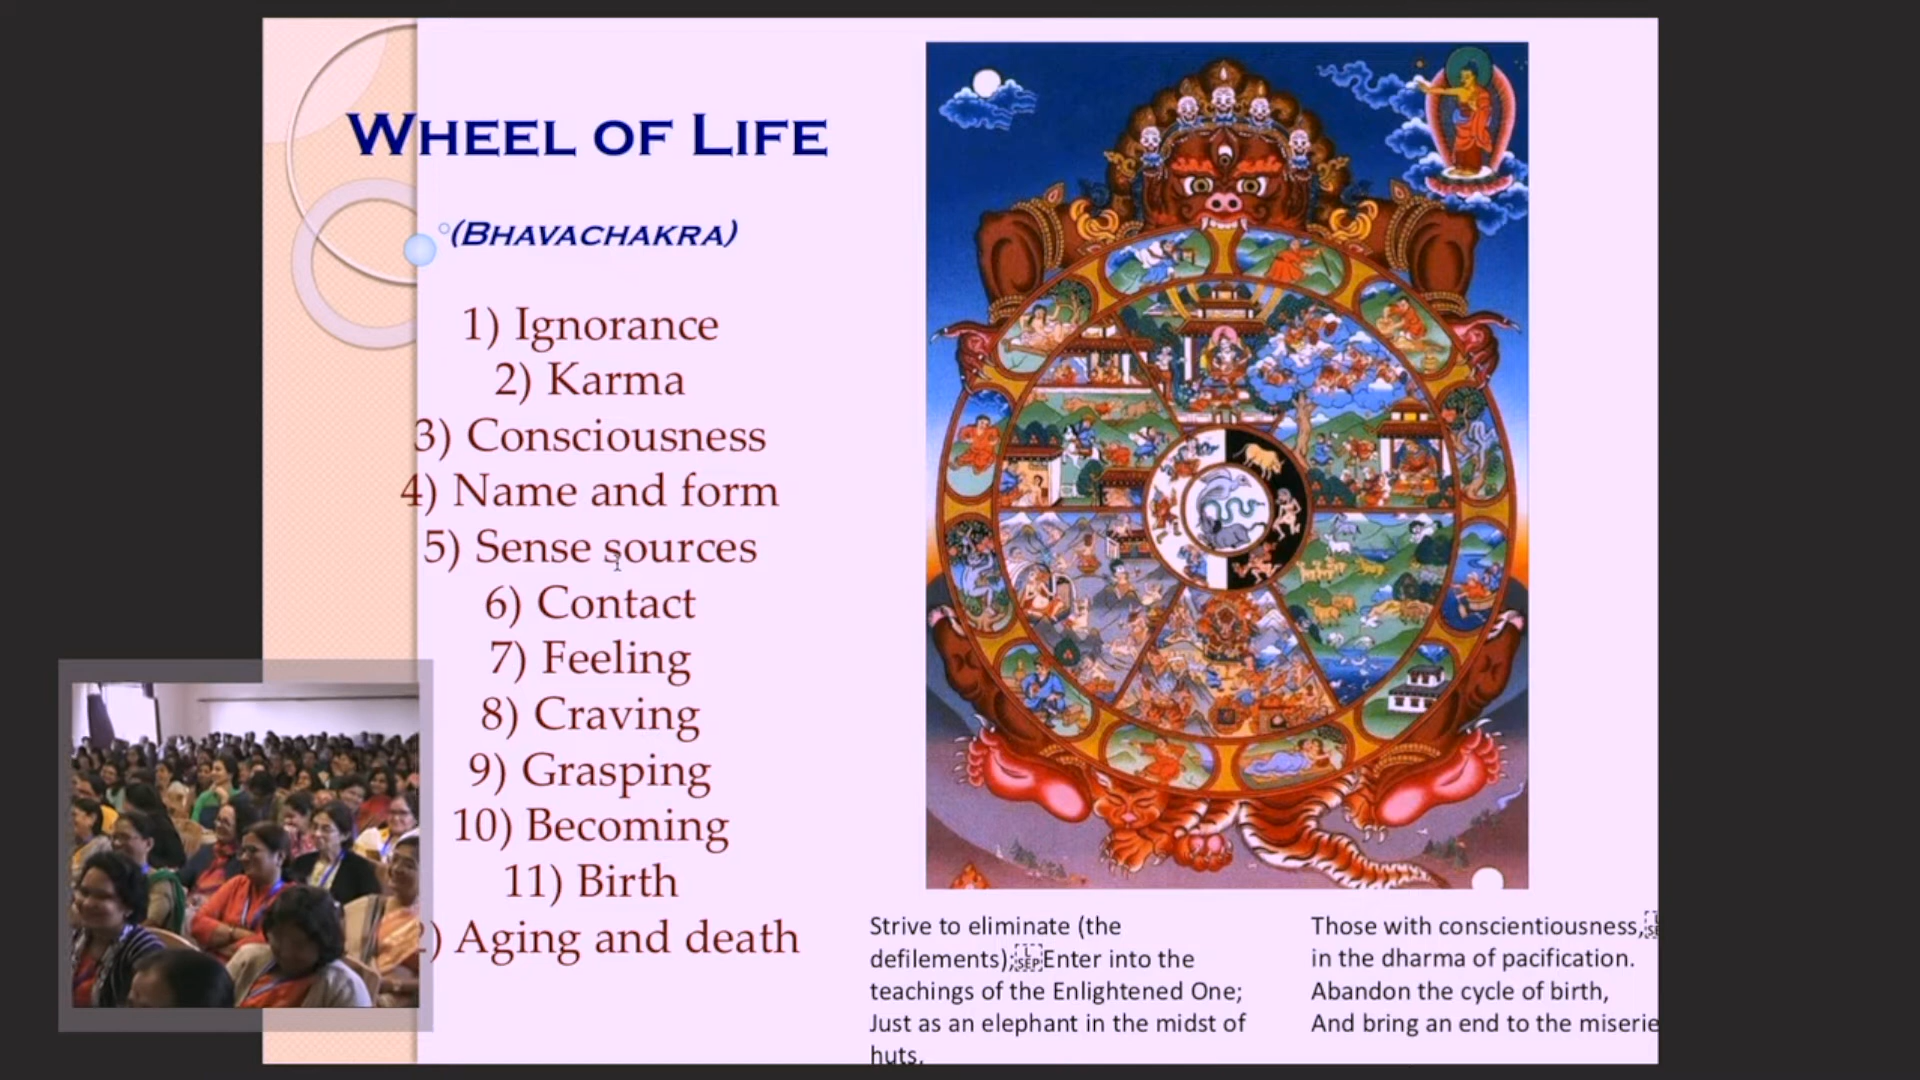 Wheel of Life
(Bhavachakra)
1) Ignorance
2) Karma
3) Consciousness
4) Name and form
5) Sense sources
6) Contact
7) Feeling
8) Craving
9) Grasping
10) Becoming
11) Birth
) Aging and death
Strive to eliminate (the
defilements); Enter into the
teachings of the Enlightened One;
Just as an elephant in the midst of
huts,
Those with conscientiousness,
in the dharma of pacification.
Abandon the cycle of birth,
And bring an end to the miserie